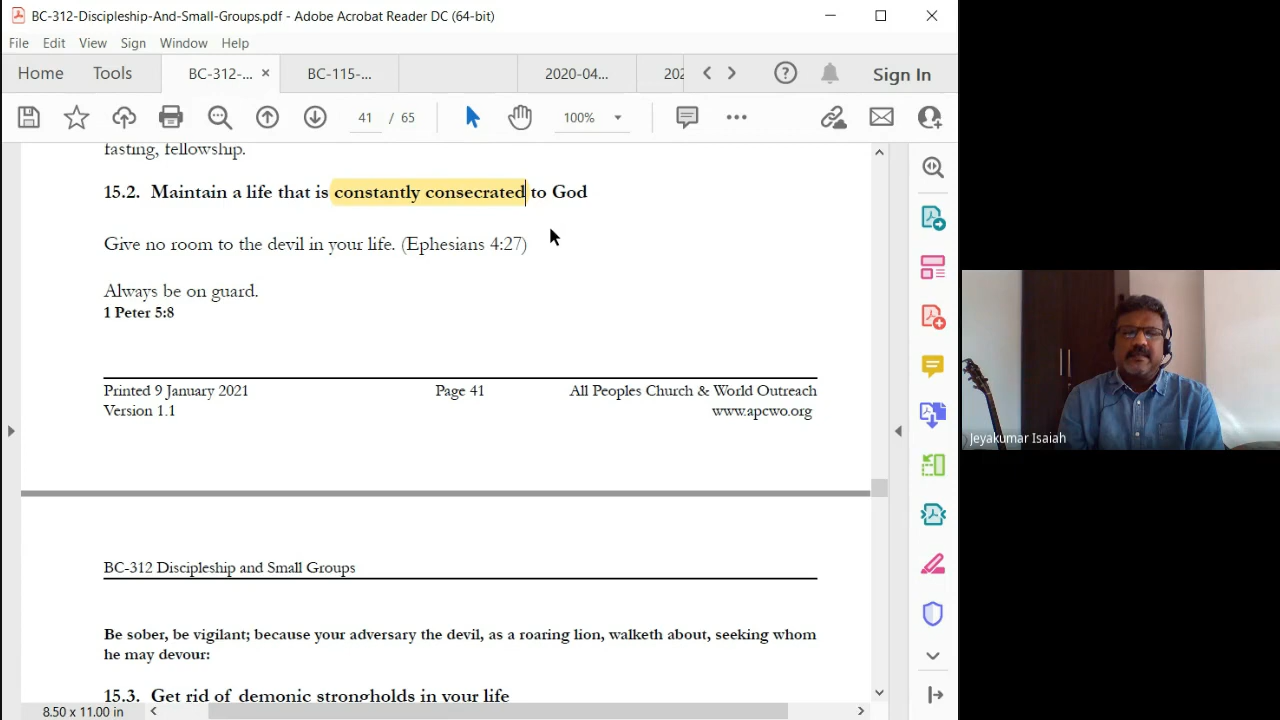 BC-312-Discipleship-And-Small-Groups.pdf - Adobe Acrobat Reader DC (64-bit)
File Edit View Sign Window Help
Home Tools BC-312-... × BC-115-... 2020-04... 202 Sign In
41 / 65 100%
fasting, fellowship.
15.2. Maintain a life that is constantly consecrated to God
Give no room to the devil in your life. (Ephesians 4:27)
Always be on guard.
1 Peter 5:8
Printed 9 January 2021 Page 41 All Peoples Church & World Outreach
Version 1.1 www.apcwo.org
Jeyakumar Isaiah
BC-312 Discipleship and Small Groups
Be sober, be vigilant; because your adversary the devil, as a roaring lion, walketh about, seeking whom
he may devour:
15.3. Get rid of demonic strongholds in your life
8.50 x 11.00 in